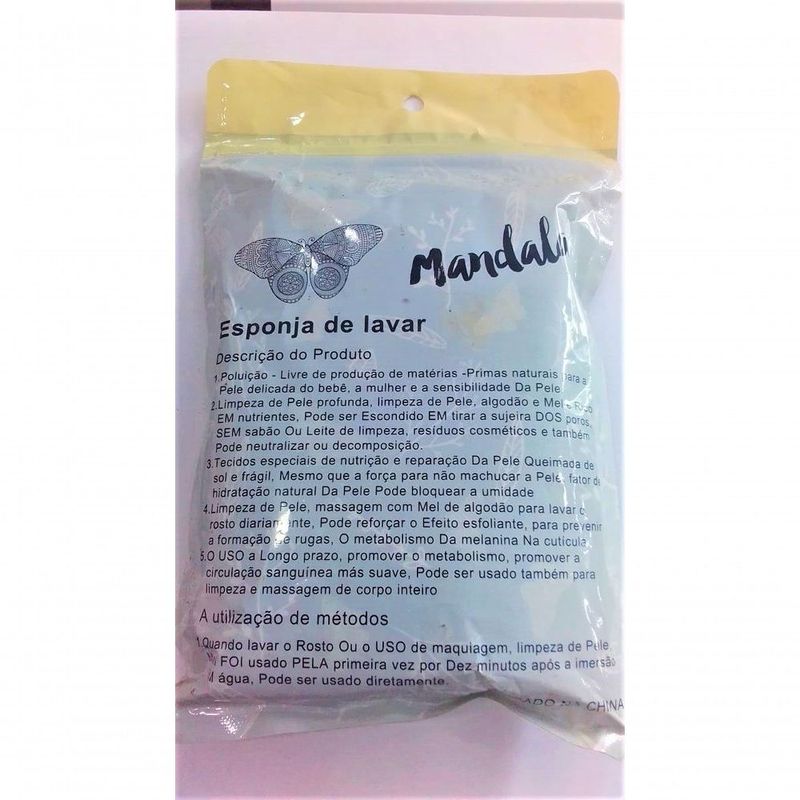 Mandala
Esponja de lavar
Descrição do Produto
1.Poluição - Livre de produção de matérias -Primas naturais para a
Pele delicada do bebê, a mulher e a sensibilidade Da Pele
2.Limpeza de Pele profunda, limpeza de Pele, algodão e Mel e Rico
EM nutrientes, Pode ser Escondido EM tirar a sujeira DOS poros,
SEM sabão Ou Leite de limpeza, resíduos cosméticos e também
Pode neutralizar ou decomposição.
3.Tecidos especiais de nutrição e reparação Da Pele Queimada de
sol e frágil, Mesmo que a força para não machucar a Pele, fator de
hidratação natural Da Pele Pode bloquear a umidade
4.Limpeza de Pele, massagem com Mel de algodão para lavar o
rosto diariamente, Pode reforçar o Efeito esfoliante, para prevenir
a formação de rugas, O metabolismo Da melanina Na cuticula
5.O USO a Longo prazo, promover o metabolismo, promover a
circulação sanguínea más suave, Pode ser usado também para
limpeza e massagem de corpo inteiro
A utilização de métodos
1.Quando lavar o Rosto Ou o USO de maquiagem, limpeza de Pele,
FOI usado PELA primeira vez por Dez minutos após a imersão
água, Pode ser usado diretamente.
NA CHINA